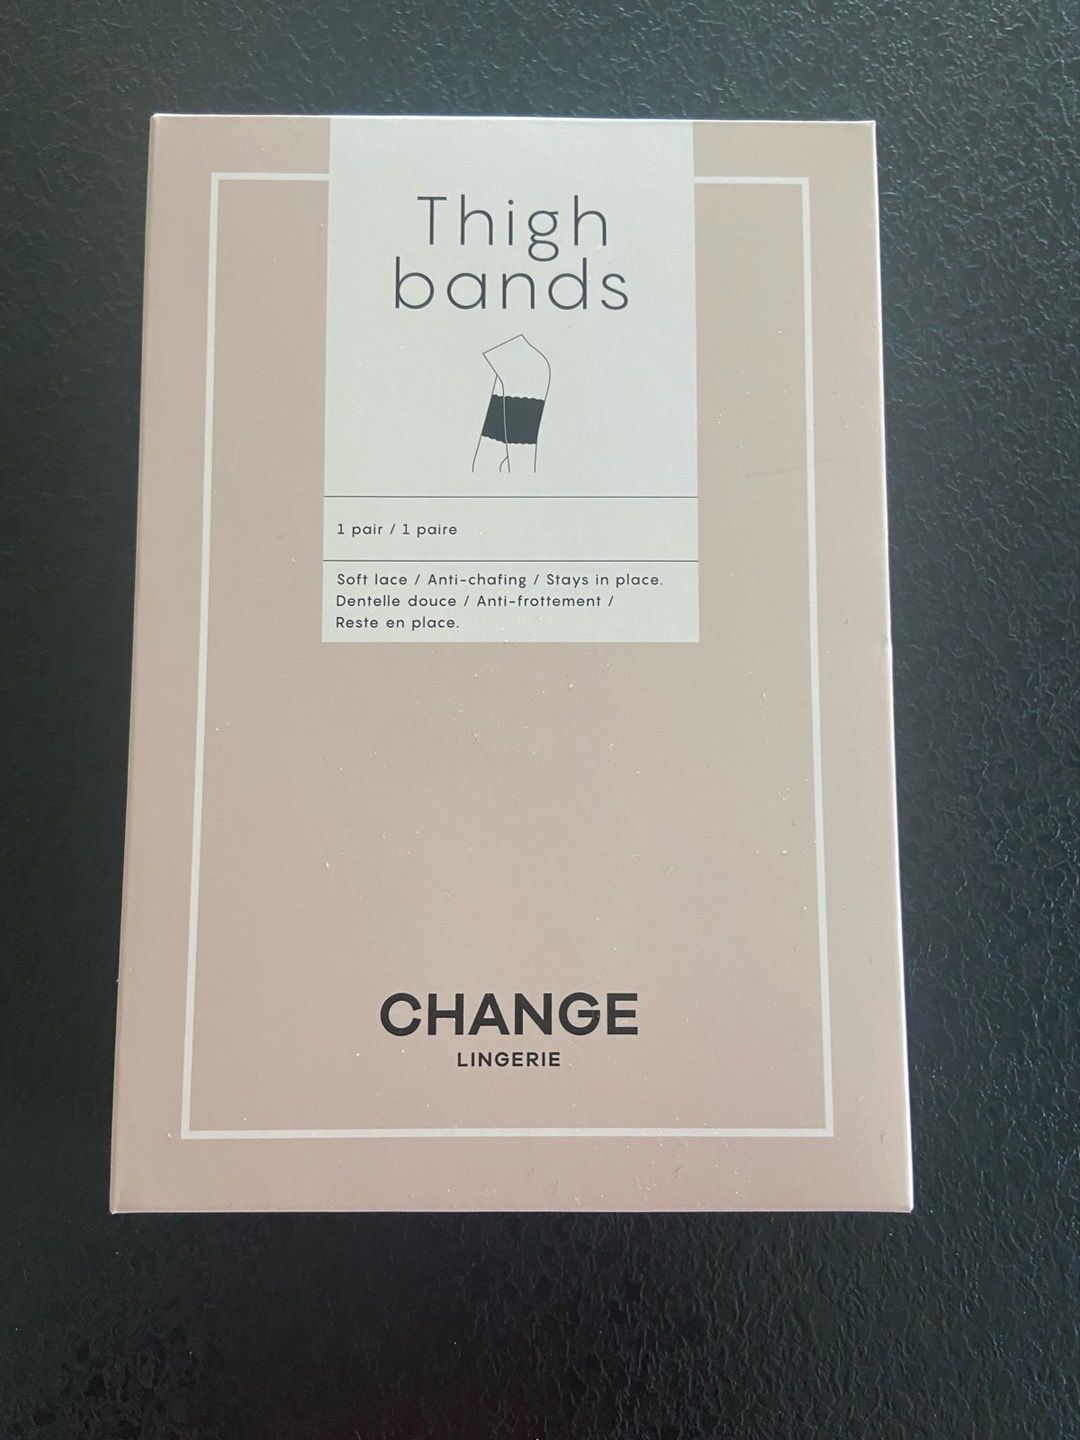 Thigh
bands
1 pair / 1 paire
Soft lace / Anti-chafing / Stays in place.
Dentelle douce / Anti-frottement /
Reste en place.
CHANGE
LINGERIE